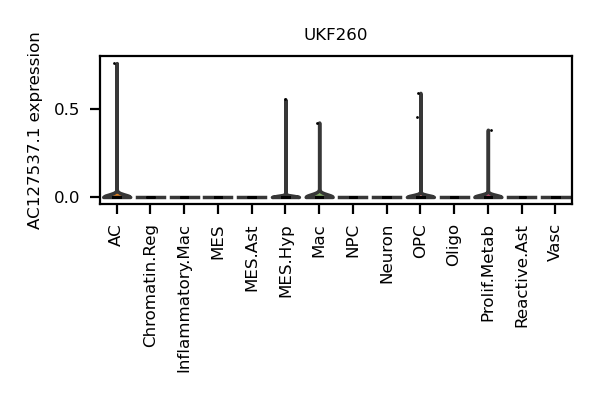 UKF260
AC127537.1 expression
0.5
0.0
AC
Chromatin.Reg
Inflammatory.Mac
MES
MES.Ast
MES.Hyp
Mac
NPC
Neuron
OPC
Oligo
Prolif.Metab
Reactive.Ast
Vasc